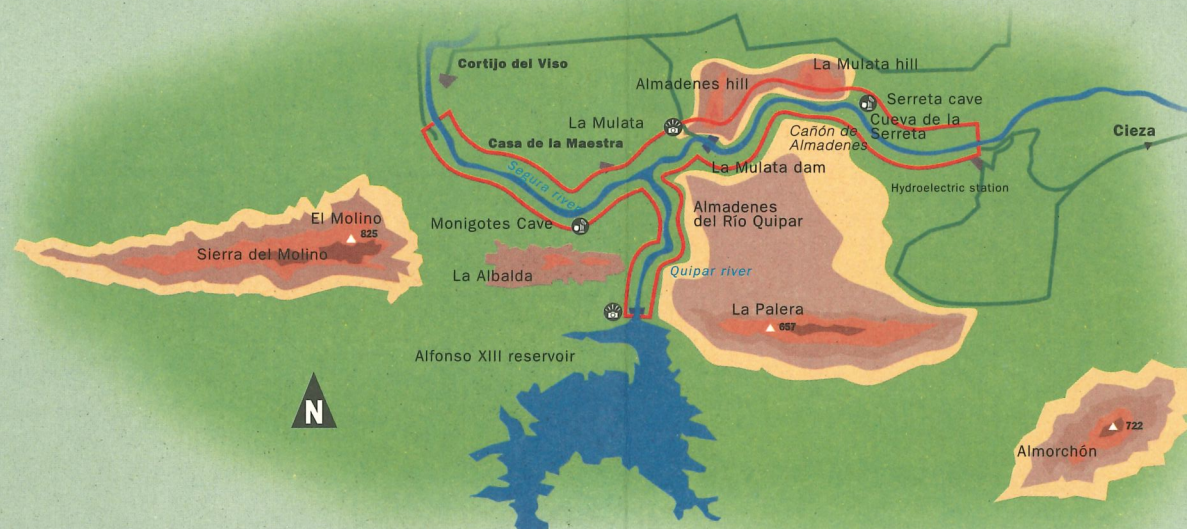 Cortijo del Viso
La Mulata hill
Almadenes hill
Serreta cave
La Mulata
Cueva de la
Serreta
Cañón de
Almadenes
Cieza
Casa de la Maestra
La Mulata dam
Segura river
Hydroelectric station
Almadenes
del Río Quipar
El Molino
825
Monigotes Cave
Sierra del Molino
La Albalda
Quipar river
La Palera
657
Alfonso XIII reservoir
N
722
Almorchón